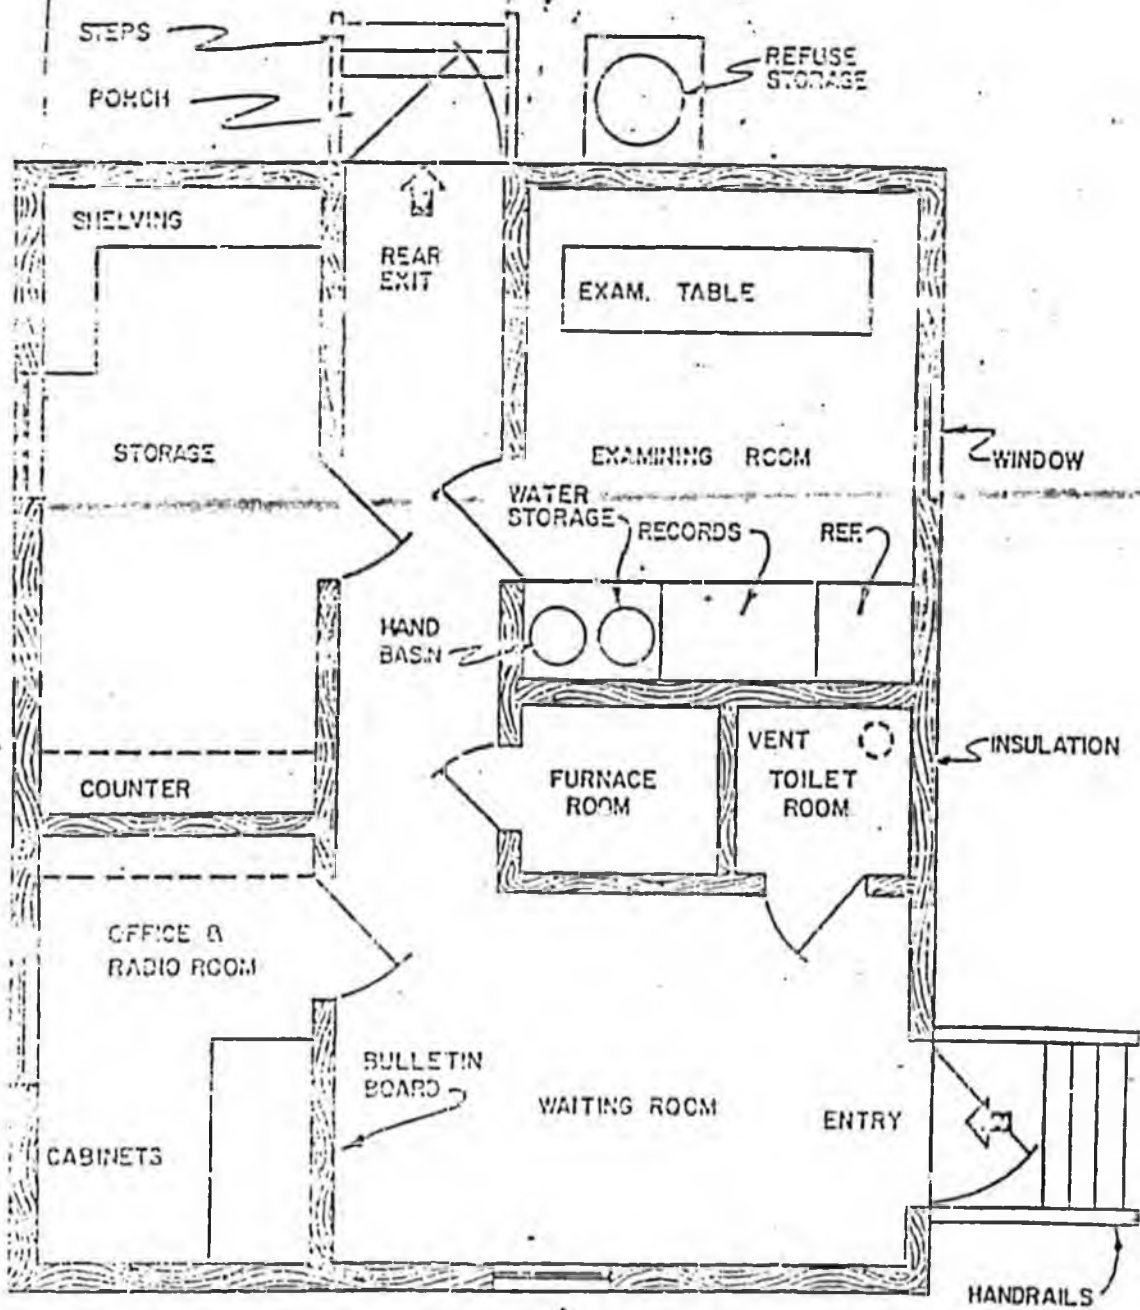 STEPS
PORCH
REFUSE
STORAGE
SHELVING
REAR
EXIT
EXAM. TABLE
STORAGE
EXAMINING ROOM
WINDOW
WATER
STORAGE
RECORDS
REF.
HAND
BASIN
VENT
INSULATION
FURNACE
ROOM
TOILET
ROOM
COUNTER
OFFICE &
RADIO ROOM
BULLETIN
BOARD
WAITING ROOM
ENTRY
CABINETS
HANDRAILS